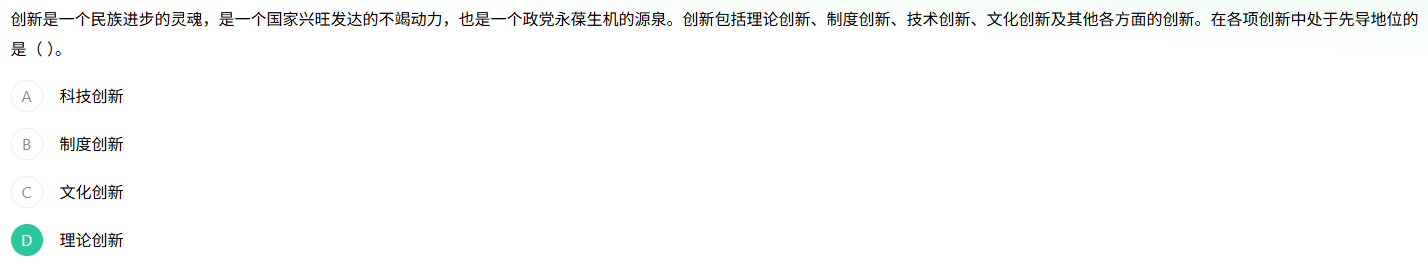 创新是一个民族进步的灵魂，是一个国家兴旺发达的不竭动力，也是一个政党永葆生机的源泉。创新包括理论创新、制度创新、技术创新、文化创新及其他各方面的创新。在各项创新中处于先导地位的
是（ ）。
A 科技创新
B 制度创新
C 文化创新
D 理论创新